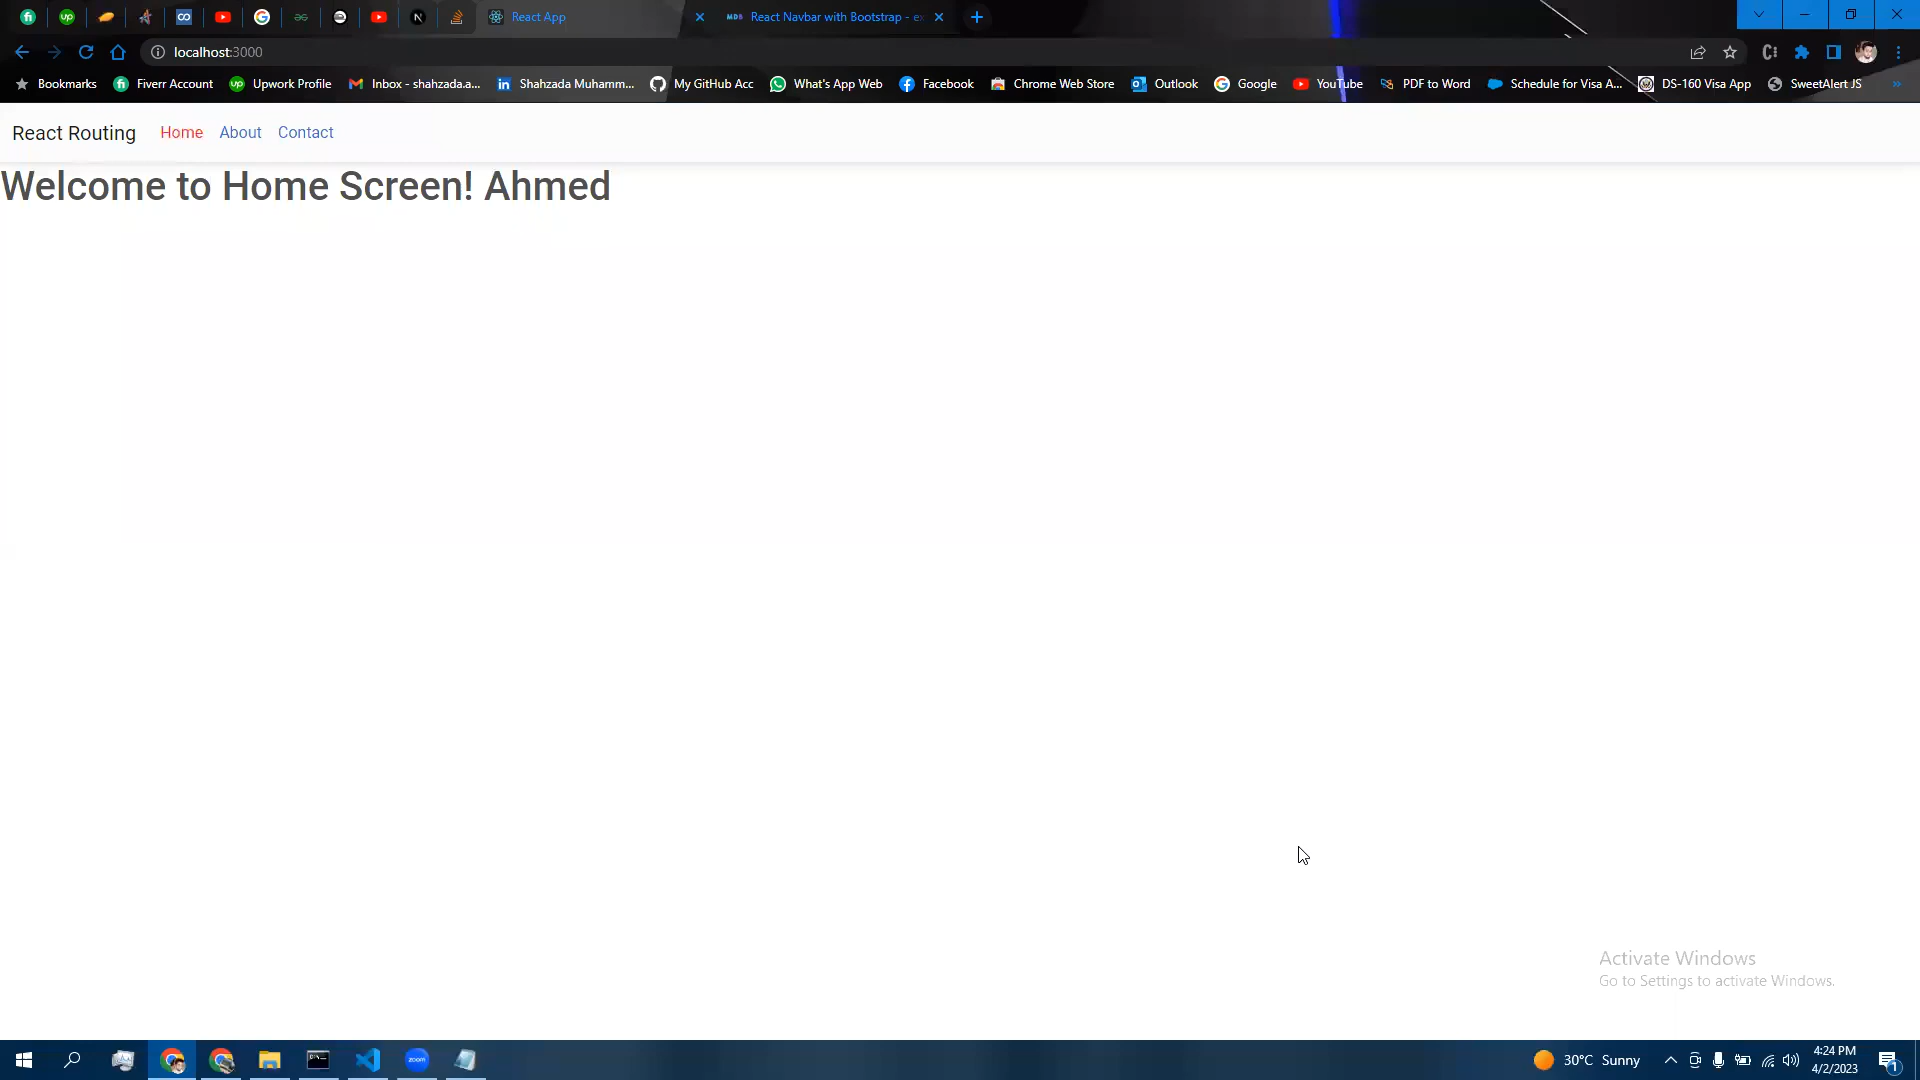 React App
React Navbar with Bootstrap - e
localhost:3000
Bookmarks
Fiverr Account
Upwork Profile
Inbox - shahzada.a...
Shahzada Muhamm...
My GitHub Acc
What's App Web
Facebook
Chrome Web Store
Outlook
Google
YouTube
PDF to Word
Schedule for Visa A...
DS-160 Visa App
SweetAlert JS
React Routing
Home
About
Contact
Welcome to Home Screen! Ahmed
Activate Windows
Go to Settings to activate Windows.
zoom
30°C Sunny
4:24 PM
4/2/2023
1